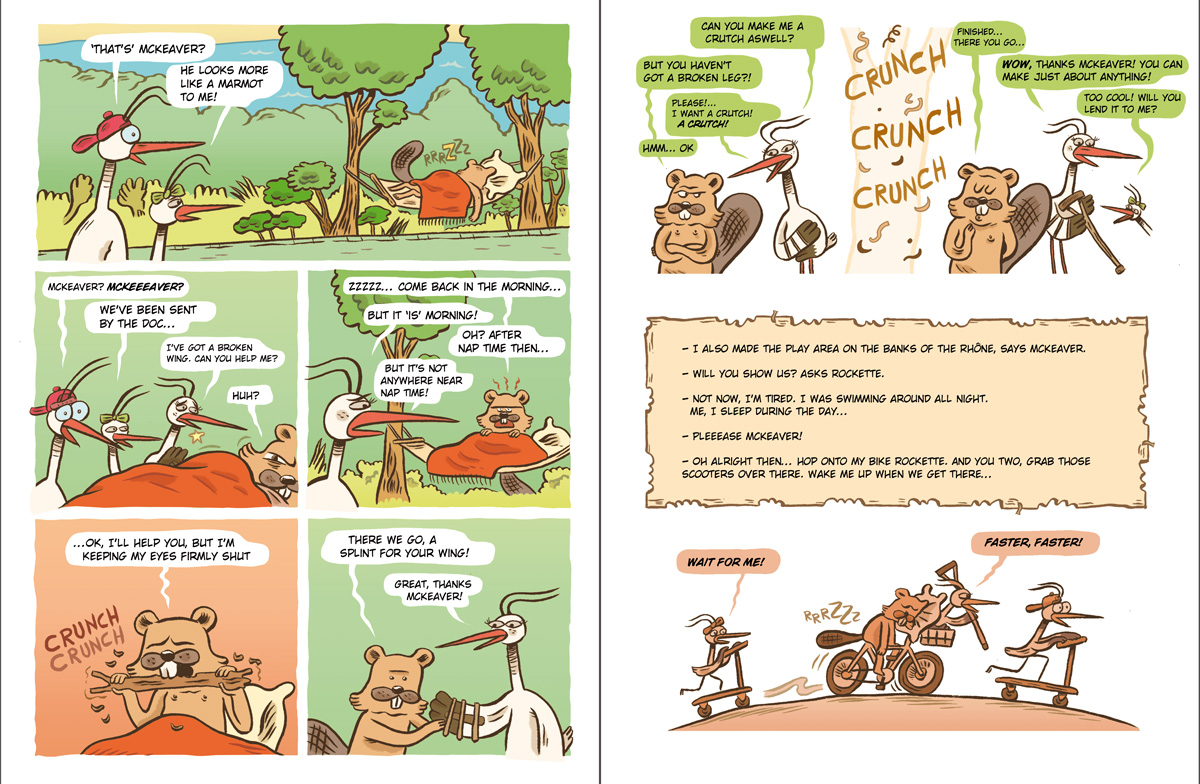 'THAT'S' MCKEAVER?
HE LOOKS MORE
LIKE A MARMOT
TO ME!
RRRZZZ
MCKEAVER? MCKEEEAVER?
WE'VE BEEN SENT
BY THE DOC...
I'VE GOT A BROKEN
WING. CAN YOU HELP ME?
HUH?
ZZZZZ... COME BACK IN THE MORNING...
BUT IT 'IS' MORNING!
OH? AFTER
NAP TIME THEN...
BUT IT'S NOT
ANYWHERE NEAR
NAP TIME!
...OK, I'LL HELP YOU, BUT I'M
KEEPING MY EYES FIRMLY SHUT
CRUNCH
CRUNCH
THERE WE GO, A
SPLINT FOR YOUR WING!
GREAT, THANKS
MCKEAVER!
CAN YOU MAKE ME A
CRUTCH ASWELL?
BUT YOU HAVEN'T
GOT A BROKEN LEG?!
PLEASE!...
I WANT A CRUTCH!
A CRUTCH!
HMM... OK
CRUNCH
CRUNCH
CRUNCH
FINISHED...
THERE YOU GO...
WOW, THANKS MCKEAVER! YOU CAN
MAKE JUST ABOUT ANYTHING!
TOO COOL! WILL YOU
LEND IT TO ME?
– I ALSO MADE THE PLAY AREA ON THE BANKS OF THE RHÔNE, SAYS MCKEAVER.
– WILL YOU SHOW US? ASKS ROCKETTE.
– NOT NOW, I'M TIRED. I WAS SWIMMING AROUND ALL NIGHT.
ME, I SLEEP DURING THE DAY...
– PLEEEASE MCKEAVER!
– OH ALRIGHT THEN... HOP ONTO MY BIKE ROCKETTE. AND YOU TWO, GRAB THOSE
SCOOTERS OVER THERE. WAKE ME UP WHEN WE GET THERE...
WAIT FOR ME!
FASTER, FASTER!
RRRZZZ